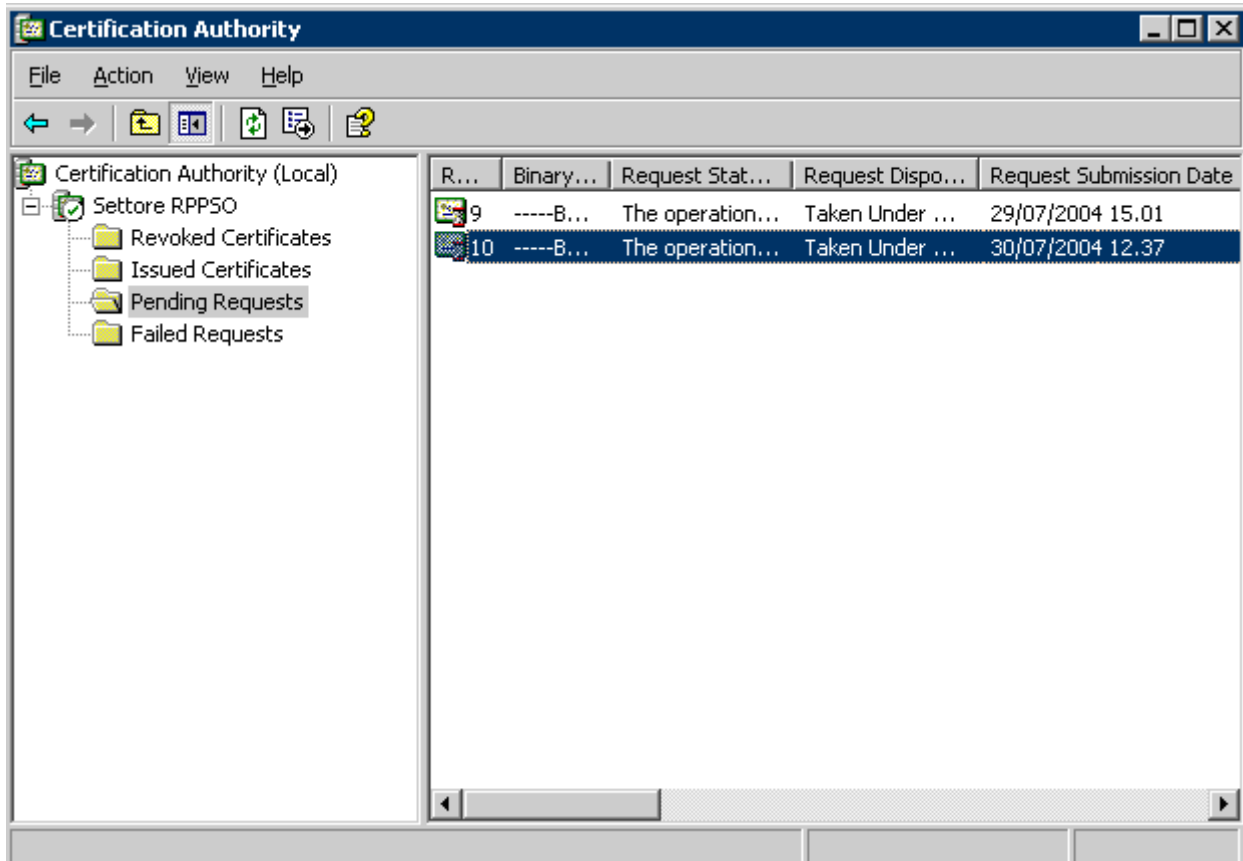 Certification Authority
File Action View Help
Certification Authority (Local)
Settore RPPSO
Revoked Certificates
Issued Certificates
Pending Requests
Failed Requests
R... Binary... Request Stat... Request Dispo... Request Submission Date
9 -----B... The operation... Taken Under ... 29/07/2004 15.01
10 -----B... The operation... Taken Under ... 30/07/2004 12.37